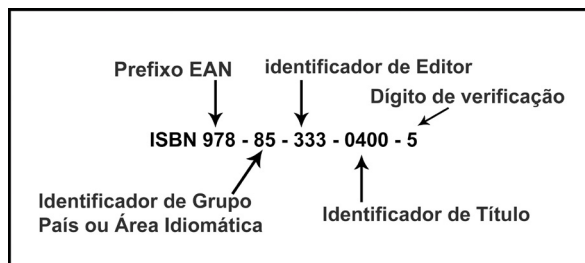 Prefixo EAN
identificador de Editor
Dígito de verificação
ISBN 978 - 85 - 333 - 0400 - 5
Identificador de Grupo
País ou Área Idiomática
Identificador de Título